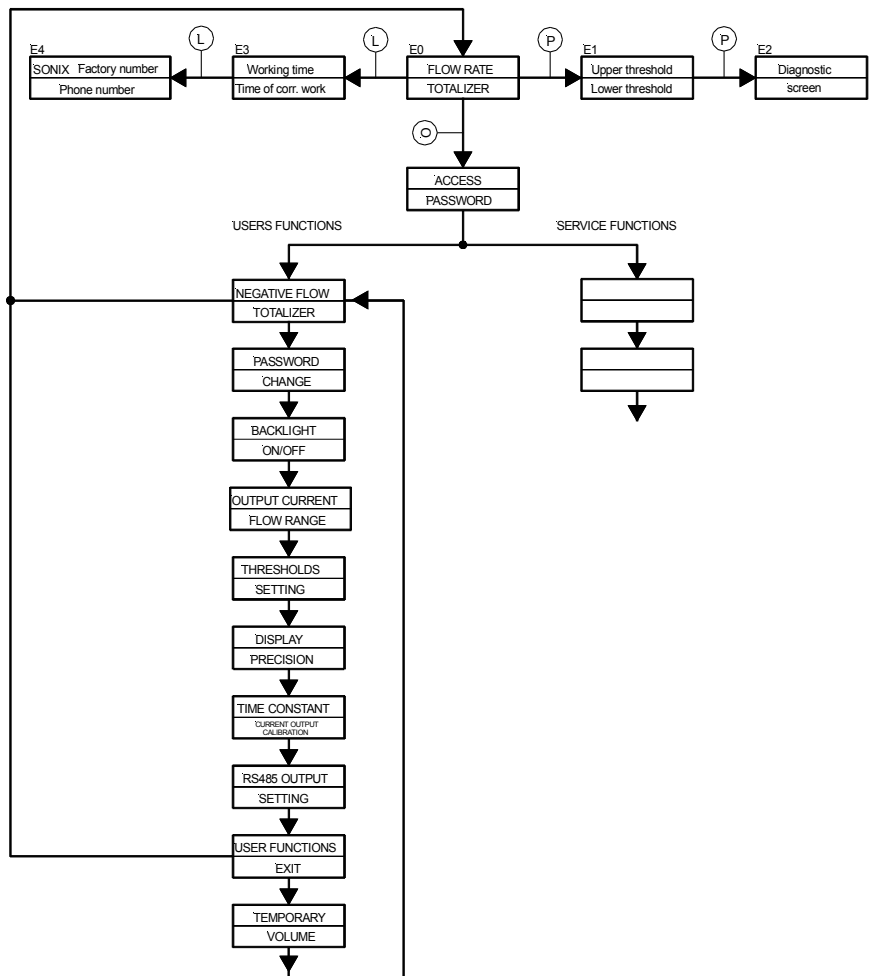 L
L
P
P
E4
E3
E0
E1
E2
SONIX Factory number
Phone number
Working time
Time of corr. work
FLOW RATE
TOTALIZER
Upper threshold
Lower threshold
Diagnostic
screen
O
ACCESS
PASSWORD
USERS FUNCTIONS
SERVICE FUNCTIONS
NEGATIVE FLOW
TOTALIZER
PASSWORD
CHANGE
BACKLIGHT
ON/OFF
OUTPUT CURRENT
FLOW RANGE
THRESHOLDS
SETTING
DISPLAY
PRECISION
TIME CONSTANT
CURRENT OUTPUT
CALIBRATION
RS485 OUTPUT
SETTING
USER FUNCTIONS
EXIT
TEMPORARY
VOLUME